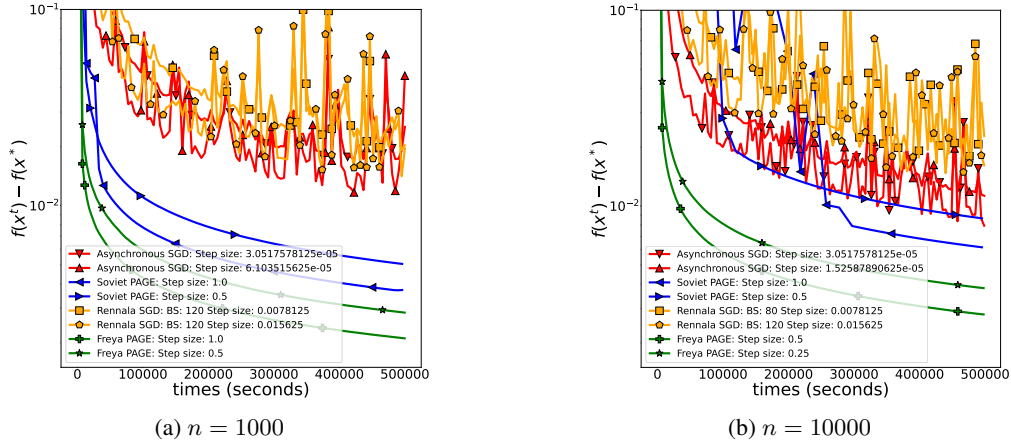 f(x^t) − f(x^*)
10^{-1}
10^{-2}
Asynchronous SGD: Step size: 3.0517578125e-05
Asynchronous SGD: Step size: 6.103515625e-05
Soviet PAGE: Step size: 1.0
Soviet PAGE: Step size: 0.5
Rennala SGD: BS: 120 Step size: 0.0078125
Rennala SGD: BS: 120 Step size: 0.015625
Freya PAGE: Step size: 1.0
Freya PAGE: Step size: 0.5
0 100000 200000 300000 400000 500000
times (seconds)
(a) n = 1000
f(x^t) − f(x^*)
10^{-1}
10^{-2}
Asynchronous SGD: Step size: 3.0517578125e-05
Asynchronous SGD: Step size: 1.52587890625e-05
Soviet PAGE: Step size: 1.0
Soviet PAGE: Step size: 0.5
Rennala SGD: BS: 80 Step size: 0.0078125
Rennala SGD: BS: 120 Step size: 0.015625
Freya PAGE: Step size: 0.5
Freya PAGE: Step size: 0.25
0 100000 200000 300000 400000 500000
times (seconds)
(b) n = 10000